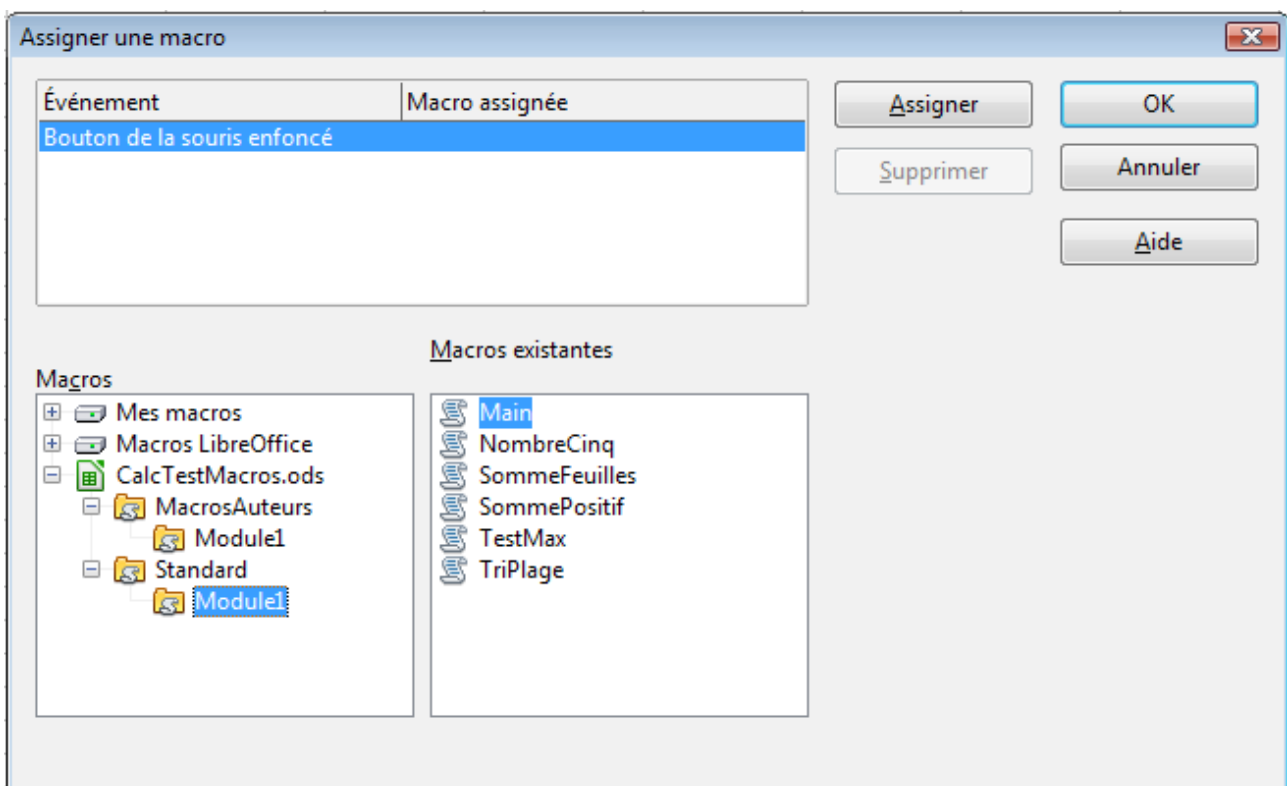 Assigner une macro
Événement Macro assignée
Bouton de la souris enfoncé
Assigner OK
Supprimer Annuler
Aide
Macros existantes
Macros
Mes macros
Macros LibreOffice
CalcTestMacros.ods
MacrosAuteurs
Module1
Standard
Module1
Main
NombreCinq
SommeFeuilles
SommePositif
TestMax
TriPlage